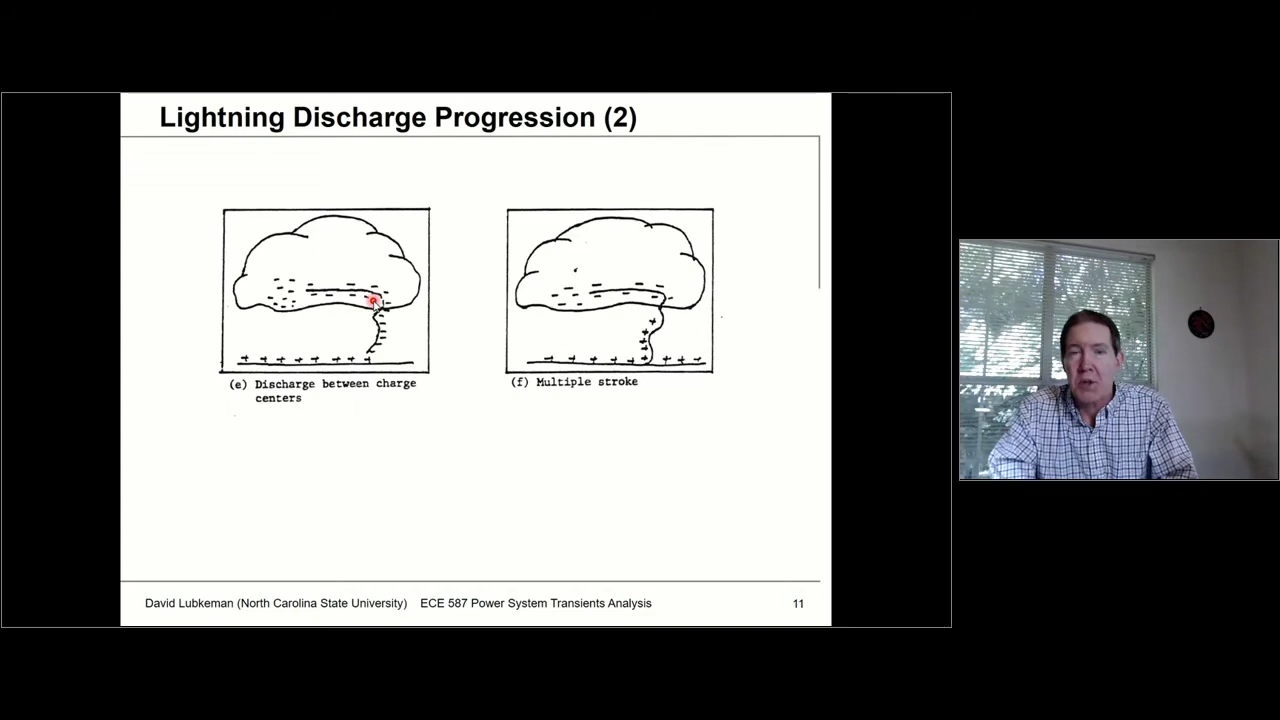 Lightning Discharge Progression (2)
(e) Discharge between charge
centers
(f) Multiple stroke
David Lubkeman (North Carolina State University) ECE 587 Power System Transients Analysis 11